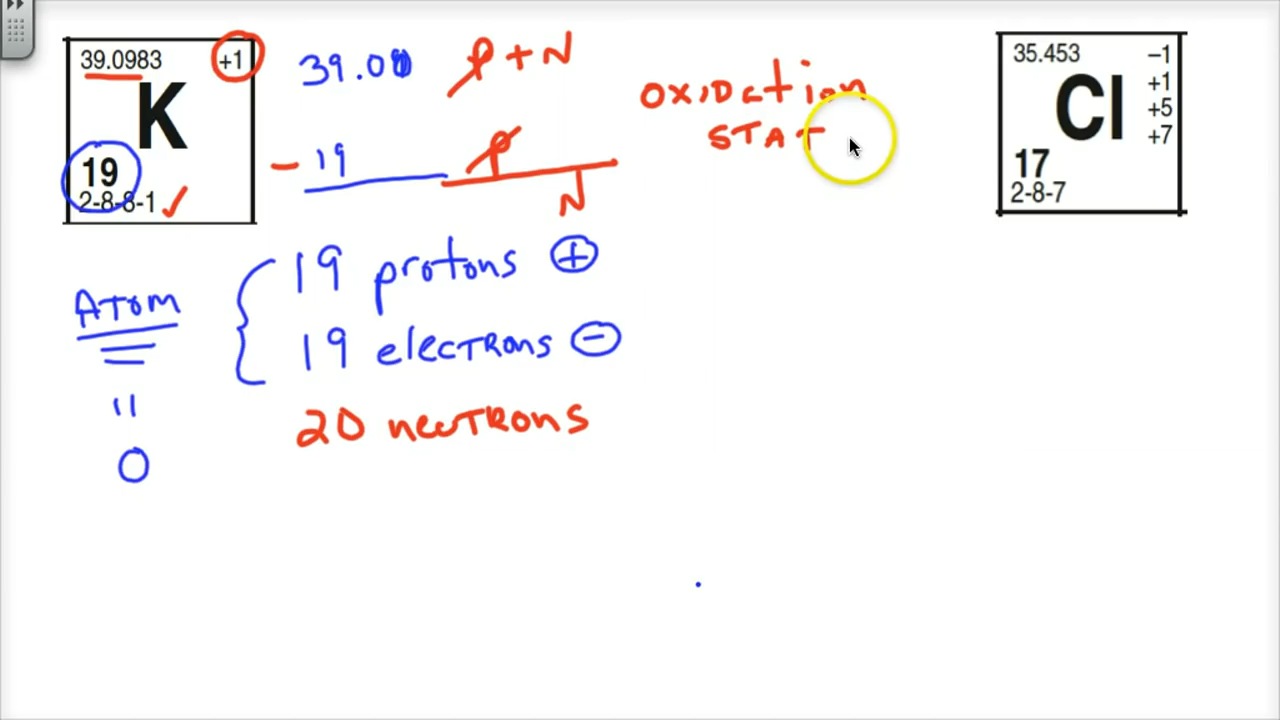 39.0983 +1
K
19
2-8-8-1
39.00 P + N
- 19 P
N
OXIDation
STAT
35.453 –1
+1
Cl +5
+7
17
2-8-7
ATOM
"
0
19 protons +
19 electrons -
20 neutrons